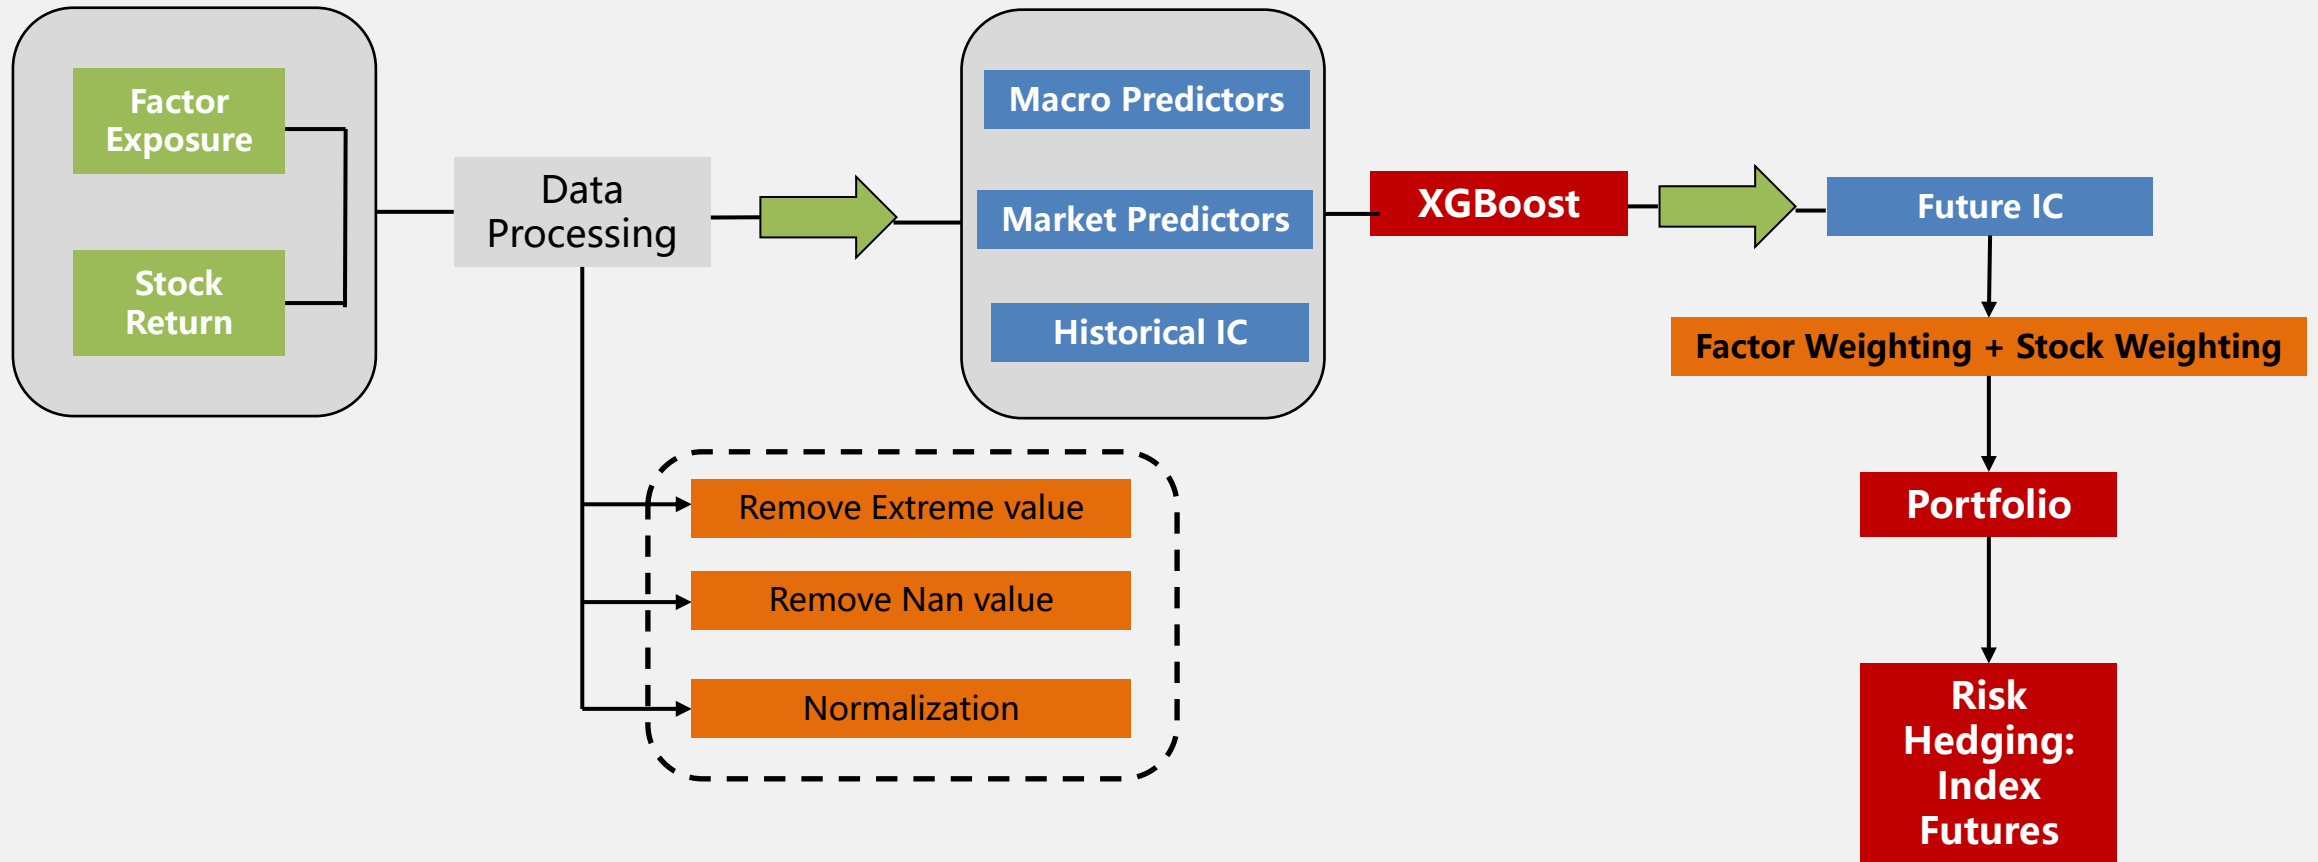 Factor
Exposure
Stock
Return
Data
Processing
Remove Extreme value
Remove Nan value
Normalization
Macro Predictors
Market Predictors
Historical IC
XGBoost
Future IC
Factor Weighting + Stock Weighting
Portfolio
Risk
Hedging:
Index
Futures